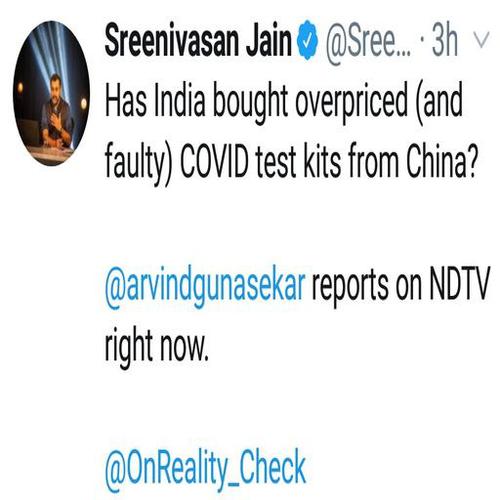 Sreenivasan Jain @Sree... · 3h
Has India bought overpriced (and
faulty) COVID test kits from China?
@arvindgunasekar reports on NDTV
right now.
@OnReality_Check